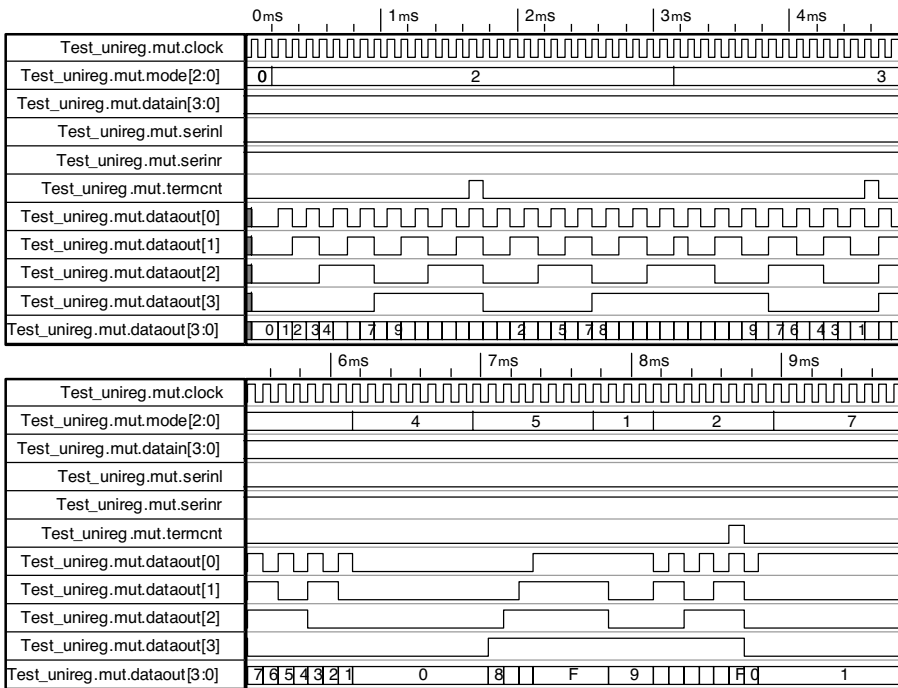 0ms 1ms 2ms 3ms 4ms
Test_unireg.mut.clock
Test_unireg.mut.mode[2:0] 0 2 3
Test_unireg.mut.datain[3:0]
Test_unireg.mut.serinl
Test_unireg.mut.serinr
Test_unireg.mut.termcnt
Test_unireg.mut.dataout[0]
Test_unireg.mut.dataout[1]
Test_unireg.mut.dataout[2]
Test_unireg.mut.dataout[3]
Test_unireg.mut.dataout[3:0] 0 1 2 3 4 7 9 2 5 7 8 9 7 6 4 3 1
6ms 7ms 8ms 9ms
Test_unireg.mut.clock
Test_unireg.mut.mode[2:0] 4 5 1 2 7
Test_unireg.mut.datain[3:0]
Test_unireg.mut.serinl
Test_unireg.mut.serinr
Test_unireg.mut.termcnt
Test_unireg.mut.dataout[0]
Test_unireg.mut.dataout[1]
Test_unireg.mut.dataout[2]
Test_unireg.mut.dataout[3]
Test_unireg.mut.dataout[3:0] 7 6 5 4 3 2 1 0 8 F 9 F 0 1